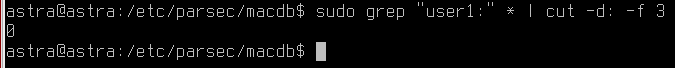 astra@astra:/etc/parsec/macdb$ sudo grep "user1:" * | cut -d: -f 3
0
astra@astra:/etc/parsec/macdb$